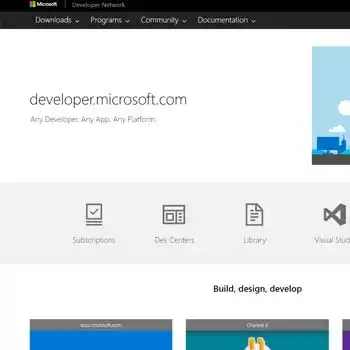 Microsoft Developer Network
Downloads Programs Community Documentation
developer.microsoft.com
Any Developer. Any App. Any Platform.
Subscriptions Dev Centers Library Visual Stud
Build, design, develop
Channel 9